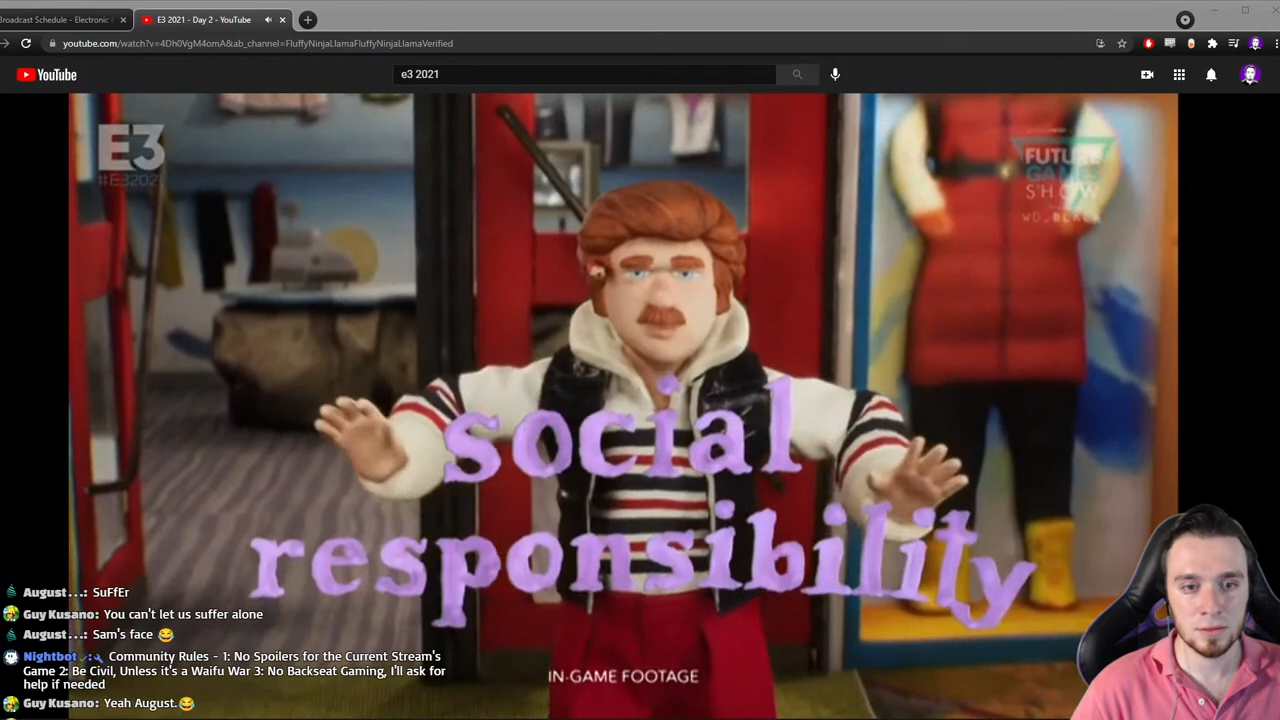 Broadcast Schedule - Electronic
E3 2021 - Day 2 - YouTube
youtube.com/watch?v=4Dh0VgM4omA&ab_channel=FluffyNinjaLlamaFluffyNinjaLlamaVerified
YouTube
e3 2021
E3
#E32021
FUTURE
GAMES
SHOW
WD_BLACK
social
responsibility
IN-GAME FOOTAGE
August...: SuFfEr
Guy Kusano: You can't let us suffer alone
August...: Sam's face 😂
Nightbot: Community Rules - 1: No Spoilers for the Current Stream's
Game 2: Be Civil, Unless it's a Waifu War 3: No Backseat Gaming, I'll ask for
help if needed
Guy Kusano: Yeah August.😂